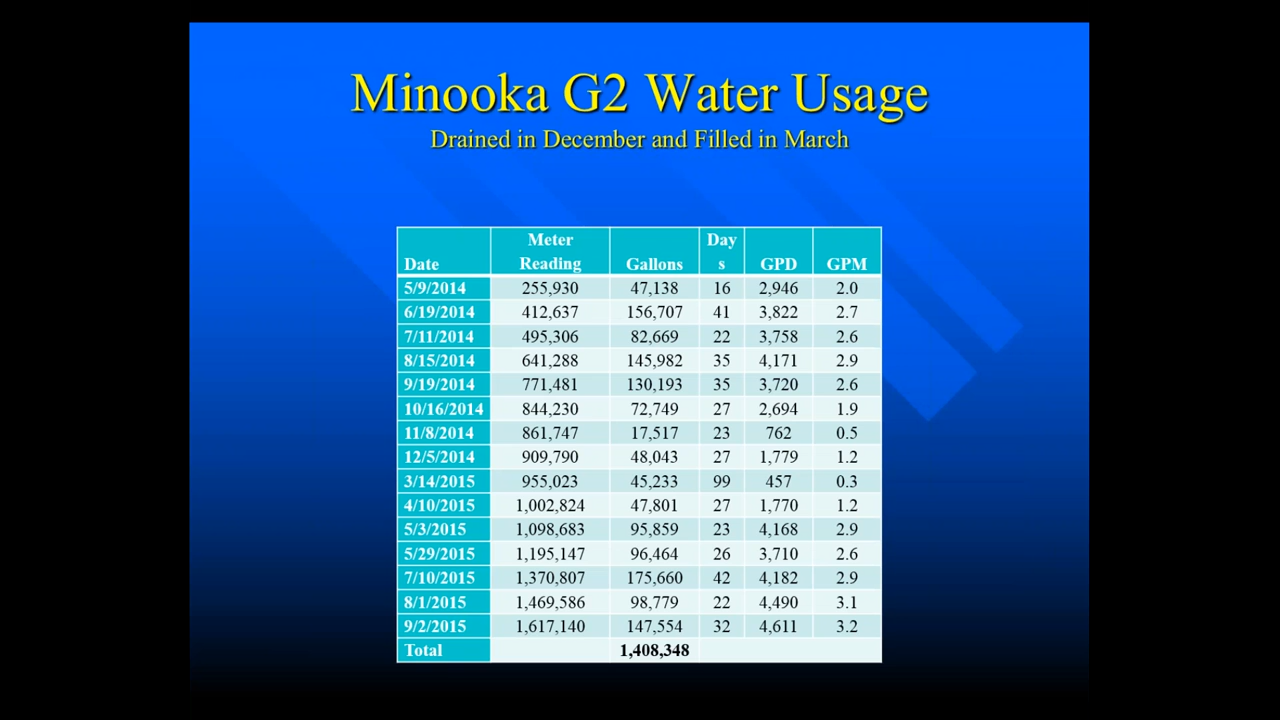 Minooka G2 Water Usage
Drained in December and Filled in March
Date Meter Reading Gallons Days GPD GPM
5/9/2014 255,930 47,138 16 2,946 2.0
6/19/2014 412,637 156,707 41 3,822 2.7
7/11/2014 495,306 82,669 22 3,758 2.6
8/15/2014 641,288 145,982 35 4,171 2.9
9/19/2014 771,481 130,193 35 3,720 2.6
10/16/2014 844,230 72,749 27 2,694 1.9
11/8/2014 861,747 17,517 23 762 0.5
12/5/2014 909,790 48,043 27 1,779 1.2
3/14/2015 955,023 45,233 99 457 0.3
4/10/2015 1,002,824 47,801 27 1,770 1.2
5/3/2015 1,098,683 95,859 23 4,168 2.9
5/29/2015 1,195,147 96,464 26 3,710 2.6
7/10/2015 1,370,807 175,660 42 4,182 2.9
8/1/2015 1,469,586 98,779 22 4,490 3.1
9/2/2015 1,617,140 147,554 32 4,611 3.2
Total 1,408,348